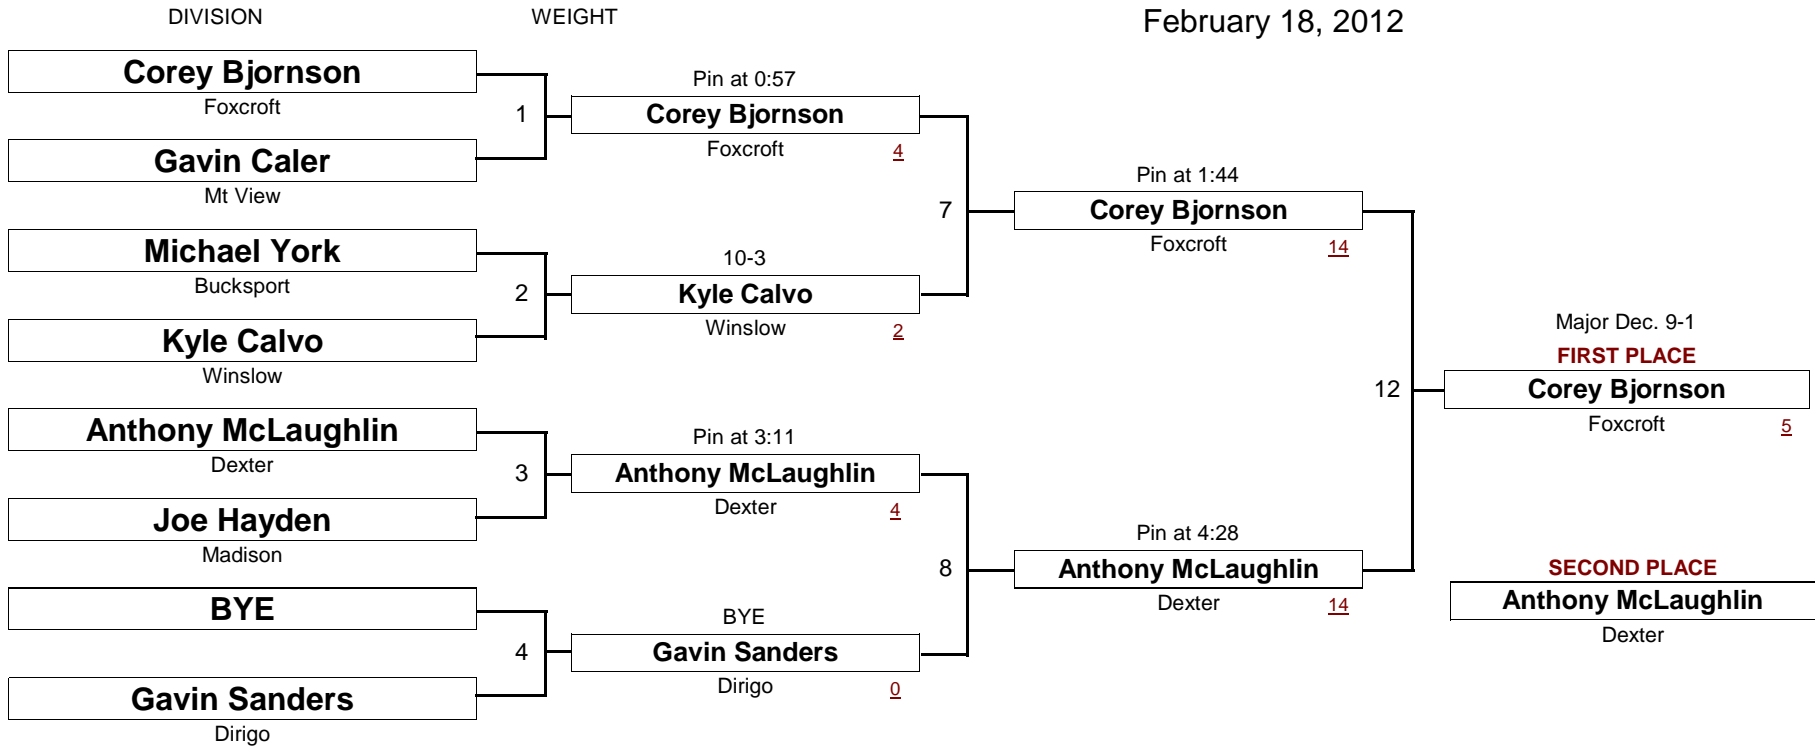 DIVISION
WEIGHT
February 18, 2012
Corey Bjornson
Foxcroft
1
Gavin Caler
Mt View
Michael York
Bucksport
2
Kyle Calvo
Winslow
Anthony McLaughlin
Dexter
3
Joe Hayden
Madison
BYE
4
Gavin Sanders
Dirigo
Pin at 0:57
Corey Bjornson
Foxcroft
4
7
10-3
Kyle Calvo
Winslow
2
Pin at 3:11
Anthony McLaughlin
Dexter
4
8
BYE
Gavin Sanders
Dirigo
0
Pin at 1:44
Corey Bjornson
Foxcroft
14
12
Pin at 4:28
Anthony McLaughlin
Dexter
14
Major Dec. 9-1
FIRST PLACE
Corey Bjornson
Foxcroft
5
SECOND PLACE
Anthony McLaughlin
Dexter